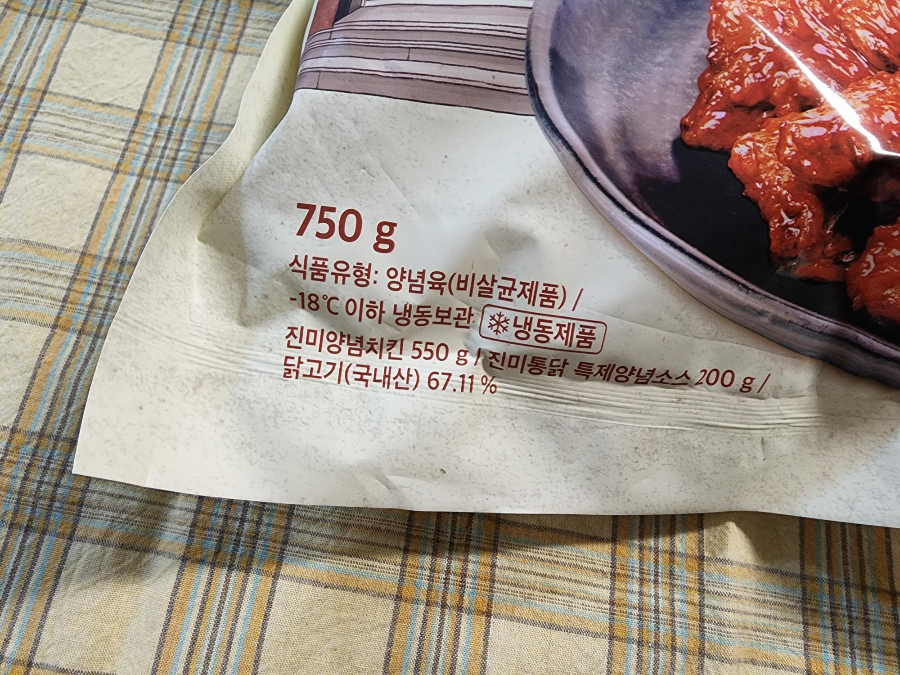 750 g
식품유형: 양념육(비살균제품) /
-18℃ 이하 냉동보관 냉동제품
진미양념치킨 550 g / 진미통닭 특제양념소스 200 g /
닭고기(국내산) 67.11 %